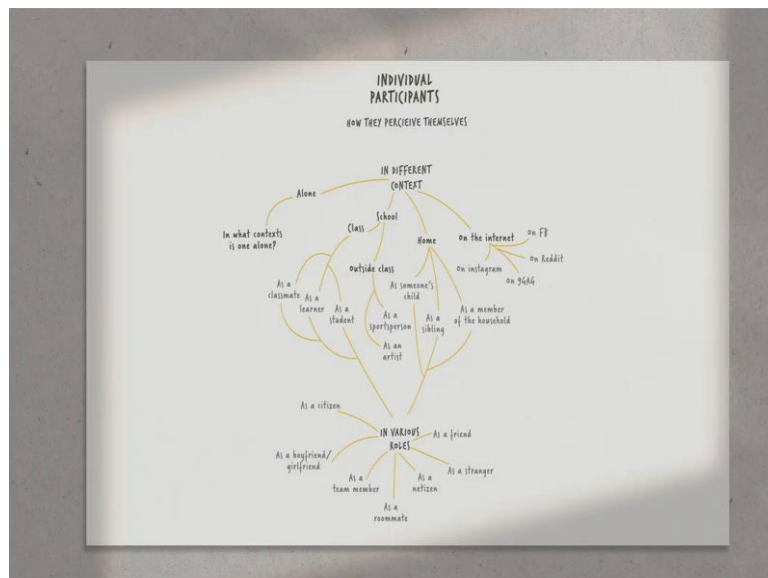 INDIVIDUAL
PARTICIPANTS
HOW THEY PERCIEIVE THEMSELVES
IN DIFFERENT
CONTEXT
Alone
In what contexts
is one alone?
School
Class
Outside class
Home
On the internet
On FB
On Reddit
On 9GAG
On instagram
As a
classmate
As a
learner
As a
student
As a
sportsperson
As an
artist
As someone's
child
As a
sibling
As a member
of the household
IN VARIOUS
ROLES
As a citizen
As a boyfriend/
girlfriend
As a
team member
As a
roommate
As a
netizen
As a stranger
As a friend